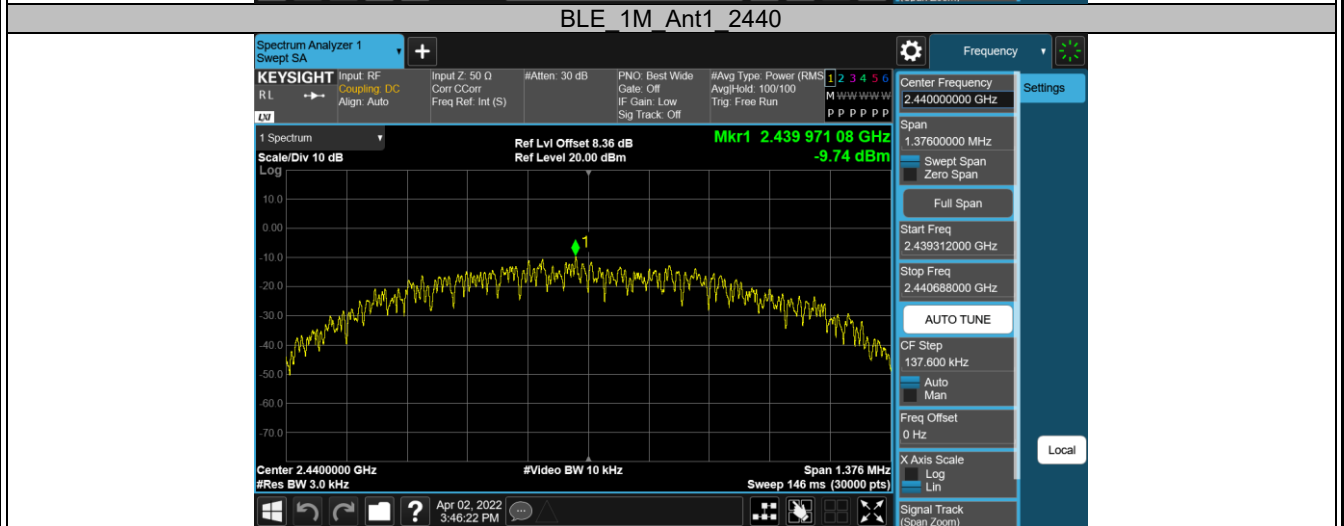 (Span Zoom)
BLE_1M_Ant1_2440
Spectrum Analyzer 1
Swept SA
+
Frequency
KEYSIGHT
R L
LXI
Input: RF
Coupling: DC
Align: Auto
Input Z: 50 Ω
Corr CCorr
Freq Ref: Int (S)
#Atten: 30 dB
PNO: Best Wide
Gate: Off
IF Gain: Low
Sig Track: Off
#Avg Type: Power (RMS
Avg|Hold: 100/100
Trig: Free Run
1 2 3 4 5 6
M W W W W W
P P P P P P
1 Spectrum
Scale/Div 10 dB
Log
Ref Lvl Offset 8.36 dB
Ref Level 20.00 dBm
Mkr1 2.439 971 08 GHz
-9.74 dBm
10.0
0.00
-10.0
-20.0
-30.0
-40.0
-50.0
-60.0
-70.0
1
Center 2.4400000 GHz
#Res BW 3.0 kHz
#Video BW 10 kHz
Span 1.376 MHz
Sweep 146 ms (30000 pts)
Center Frequency
2.440000000 GHz
Span
1.37600000 MHz
Swept Span
Zero Span
Full Span
Start Freq
2.439312000 GHz
Stop Freq
2.440688000 GHz
AUTO TUNE
CF Step
137.600 kHz
Auto
Man
Freq Offset
0 Hz
X Axis Scale
Log
Lin
Signal Track
(Span Zoom)
Settings
Local
?
Apr 02, 2022
3:46:22 PM